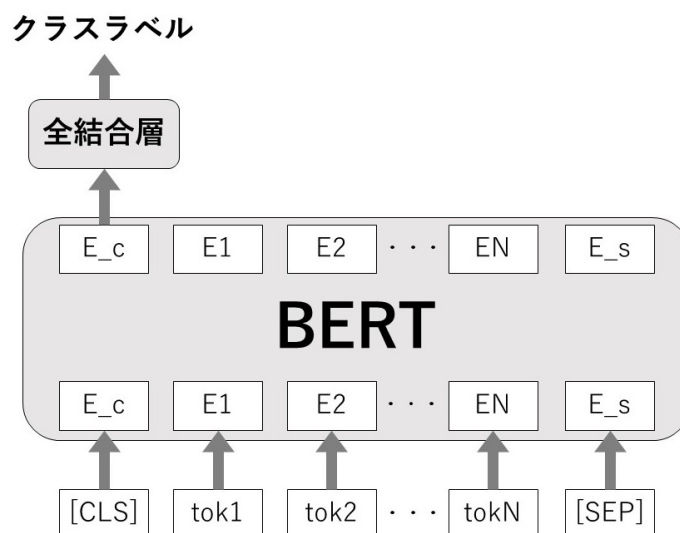 クラスラベル
全結合層
E_c E1 E2 ・・・ EN E_s
BERT
E_c E1 E2 ・・・ EN E_s
[CLS] tok1 tok2 ・・・ tokN [SEP]